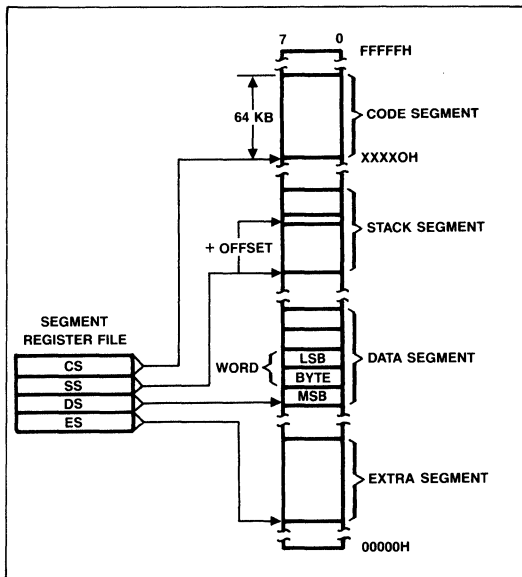 7 0
FFFFFH
64 KB
CODE SEGMENT
XXXXOH
STACK SEGMENT
+ OFFSET
SEGMENT
REGISTER FILE
CS
SS
DS
ES
WORD
LSB
BYTE
MSB
DATA SEGMENT
EXTRA SEGMENT
00000H